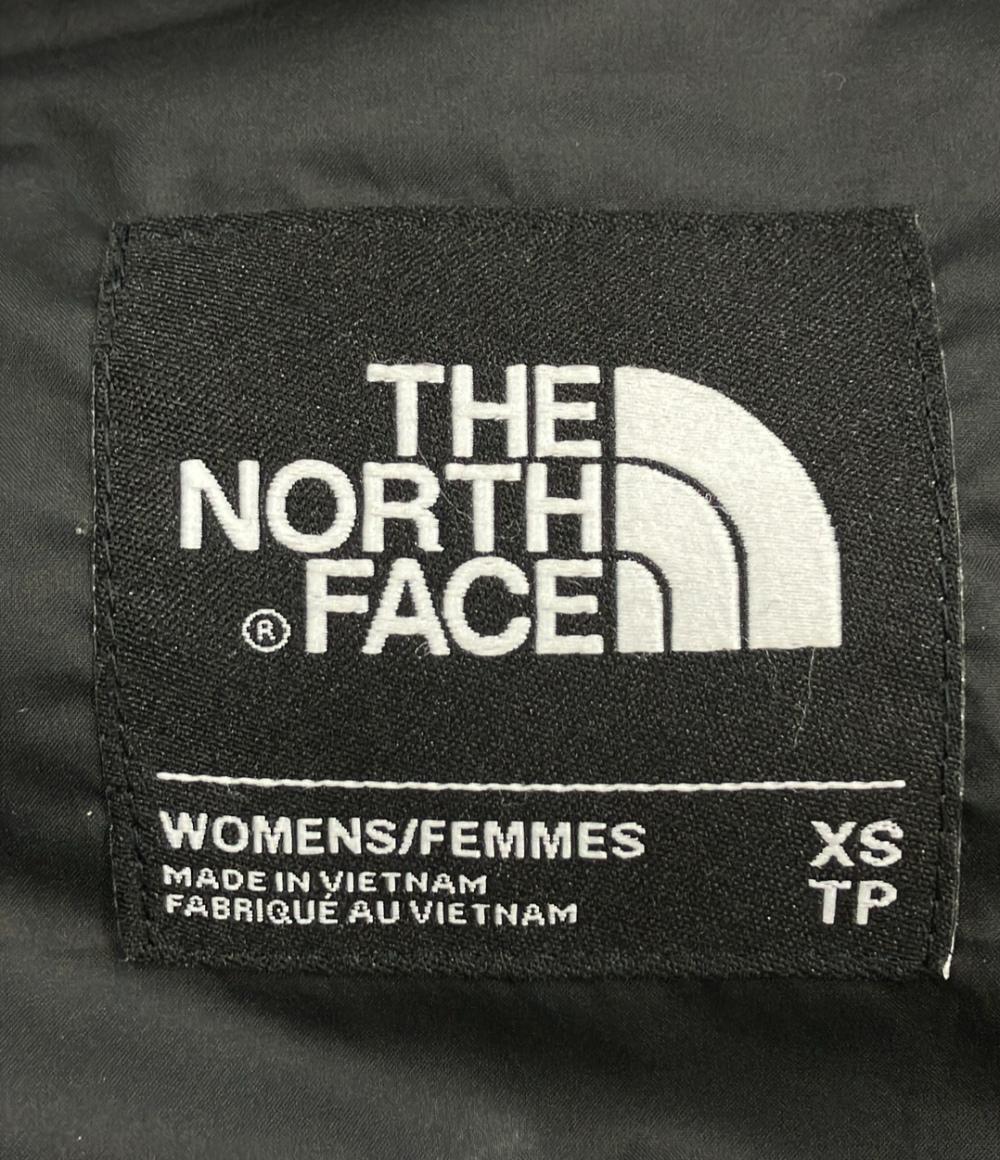 THE
NORTH
® FACE
WOMENS/FEMMES XS
MADE IN VIETNAM TP
FABRIQUÉ AU VIETNAM